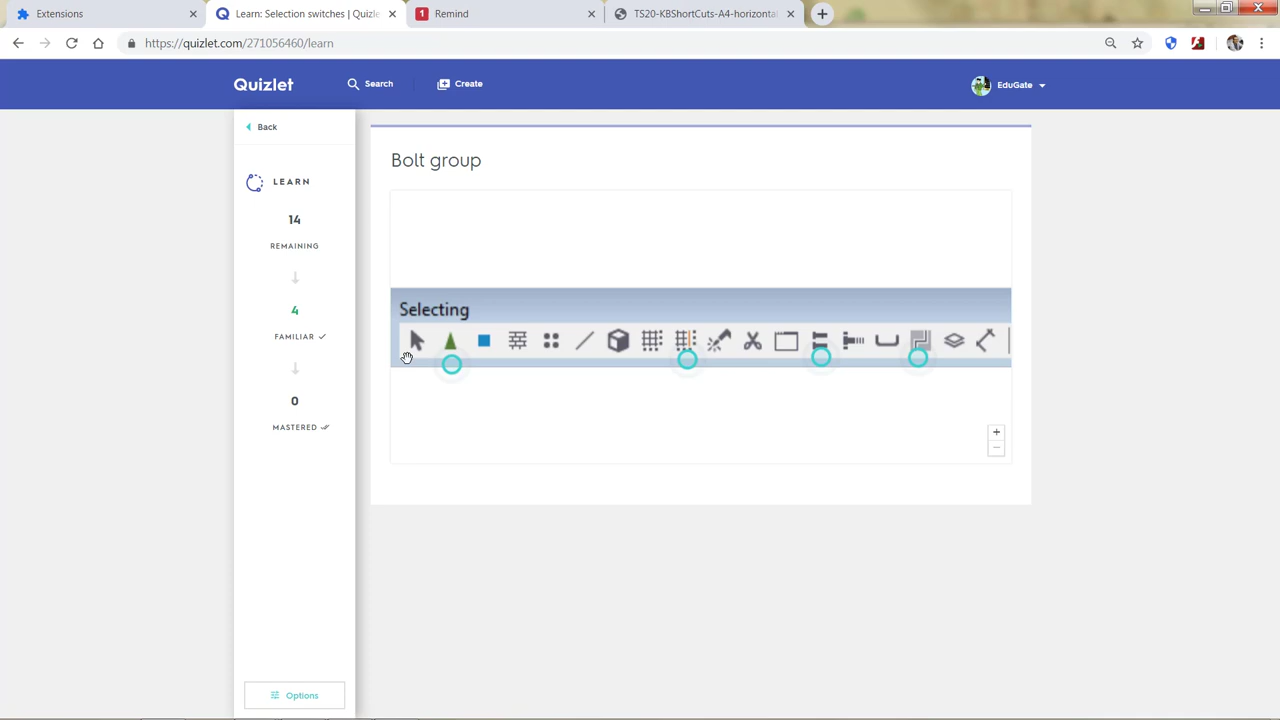 Extensions
Learn: Selection switches | Quizle
Remind
TS20-KBShortCuts-A4-horizontal
https://quizlet.com/271056460/learn
Quizlet
Search
Create
EduGate
Back
LEARN
14
REMAINING
4
FAMILIAR
0
MASTERED
Options
Bolt group
Selecting